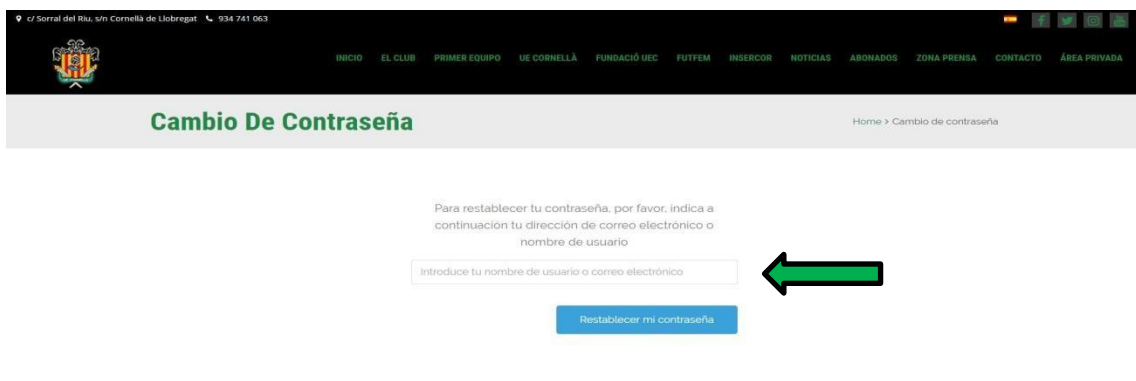 c/ Sorral del Riu, s/n Cornellà de Llobregat 934 741 063
INICIO EL CLUB PRIMER EQUIPO UE CORNELLÀ FUNDACIÓ UEC FUTFEM INSERCOR NOTICIAS ABONADOS ZONA PRENSA CONTACTO ÁREA PRIVADA
Cambio De Contraseña
Home > Cambio de contraseña
Para restablecer tu contraseña, por favor, indica a
continuación tu dirección de correo electrónico o
nombre de usuario
Introduce tu nombre de usuario o correo electrónico
Restablecer mi contraseña